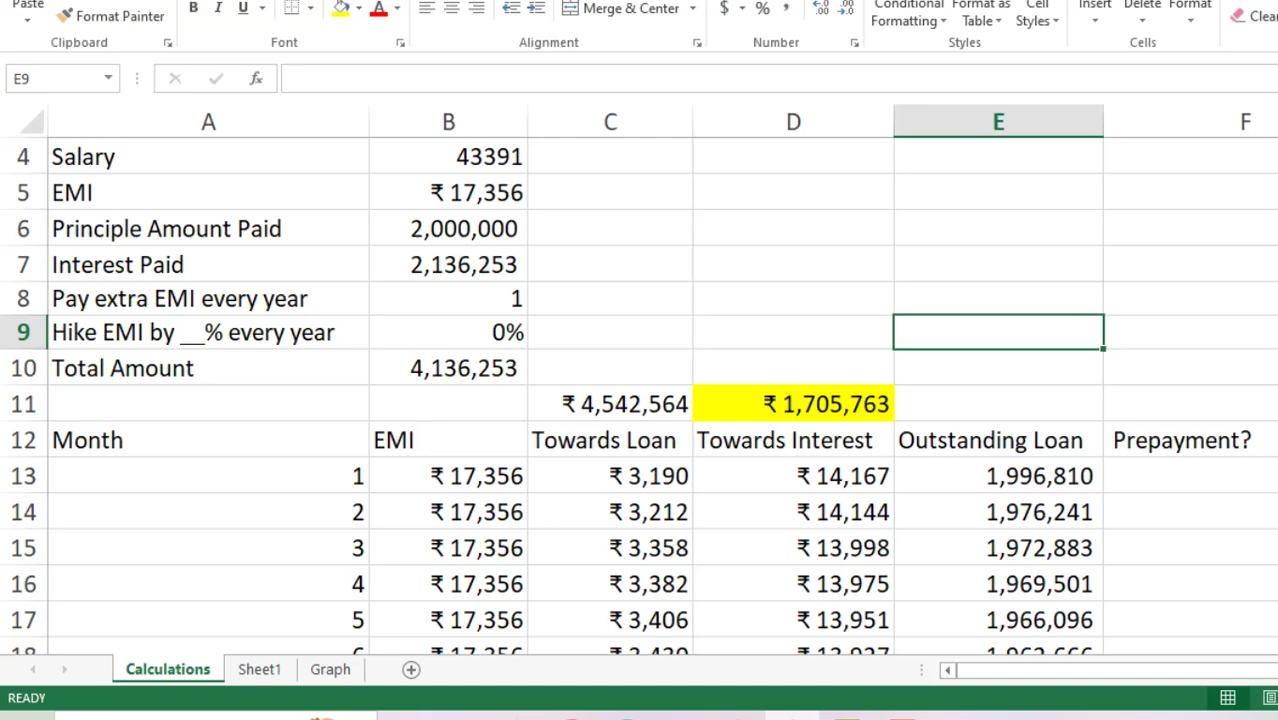 Paste
Format Painter
B I U
A
Merge & Center
$ % ,
Conditional Formatting
Format as Table
Cell Styles
Insert
Delete
Format
Clear
Clipboard
Font
Alignment
Number
Styles
Cells
E9
fx
A B C D E F
4 Salary 43391
5 EMI ₹ 17,356
6 Principle Amount Paid 2,000,000
7 Interest Paid 2,136,253
8 Pay extra EMI every year 1
9 Hike EMI by __% every year 0%
10 Total Amount 4,136,253
11 ₹ 4,542,564 ₹ 1,705,763
12 Month EMI Towards Loan Towards Interest Outstanding Loan Prepayment?
13 1 ₹ 17,356 ₹ 3,190 ₹ 14,167 1,996,810
14 2 ₹ 17,356 ₹ 3,212 ₹ 14,144 1,976,241
15 3 ₹ 17,356 ₹ 3,358 ₹ 13,998 1,972,883
16 4 ₹ 17,356 ₹ 3,382 ₹ 13,975 1,969,501
17 5 ₹ 17,356 ₹ 3,406 ₹ 13,951 1,966,096
Calculations Sheet1 Graph
READY